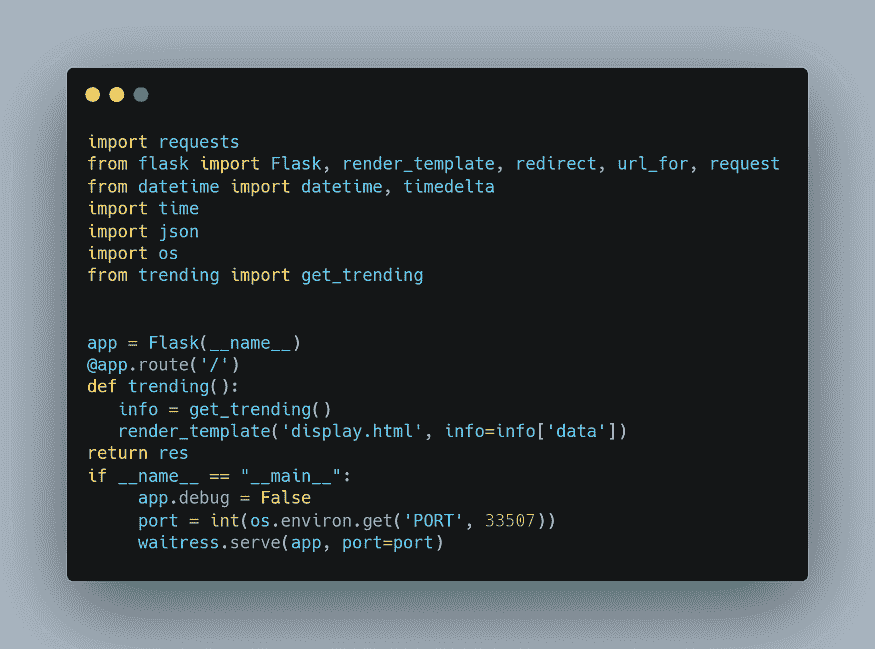 import requests
from flask import Flask, render_template, redirect, url_for, request
from datetime import datetime, timedelta
import time
import json
import os
from trending import get_trending
app = Flask(__name__)
@app.route('/')
def trending():
   info = get_trending()
   render_template('display.html', info=info['data'])
return res
if __name__ == "__main__":
     app.debug = False
     port = int(os.environ.get('PORT', 33507))
     waitress.serve(app, port=port)